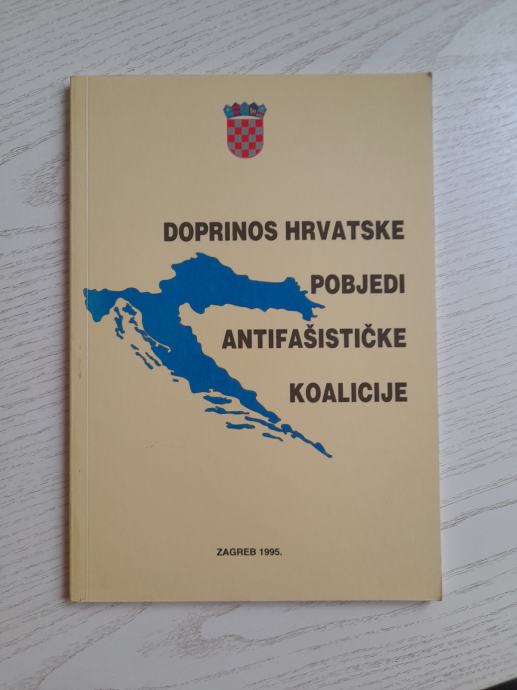 DOPRINOS HRVATSKE
POBJEDI
ANTIFAŠISTIČKE
KOALICIJE
ZAGREB 1995.